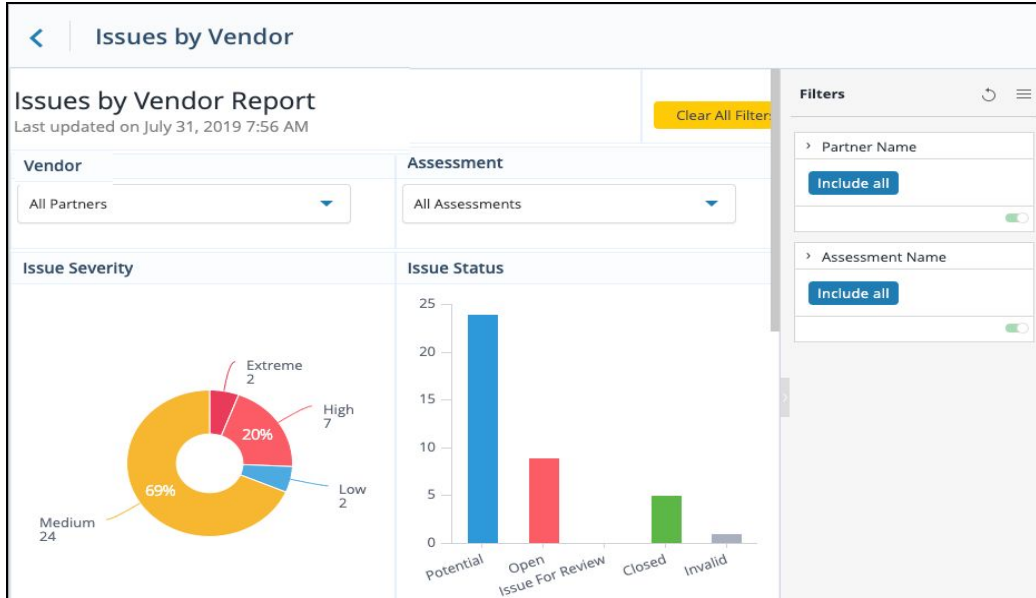 Issues by Vendor
Issues by Vendor Report
Last updated on July 31, 2019 7:56 AM
Clear All Filters
Vendor
All Partners
Assessment
All Assessments
Issue Severity
Extreme
2
High
7
20%
Low
2
69%
Medium
24
Issue Status
25
20
15
10
5
0
Potential
Open
Issue For Review
Closed
Invalid
Filters
Partner Name
Include all
Assessment Name
Include all